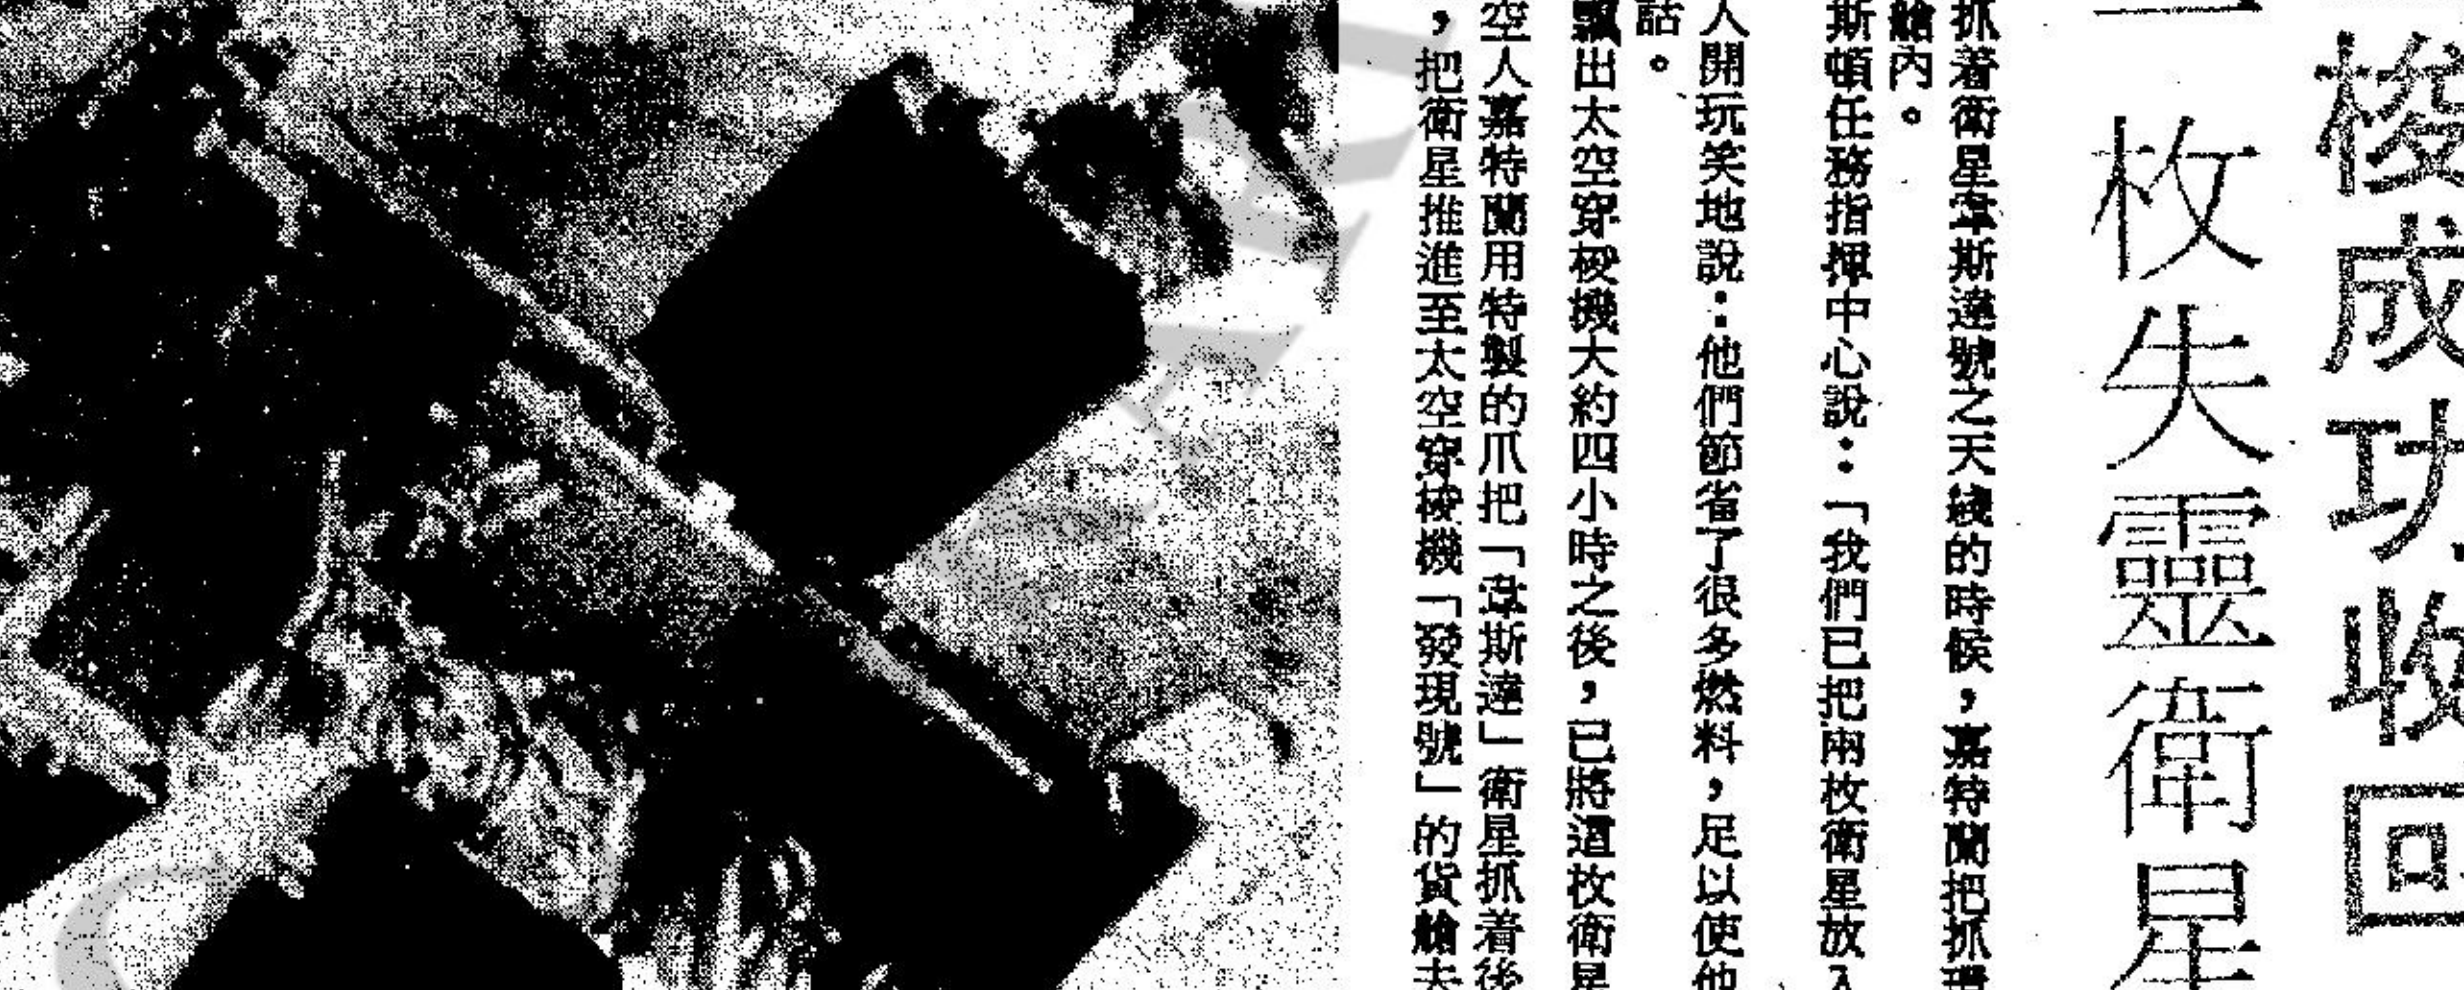 梭成功收回
枚失靈衛星
抓着衛星韋斯達號之天綫的時候，嘉特蘭把抓環
艙內。
斯頓任務指揮中心說：「我們已把兩枚衛星放入
人開玩笑地說：他們節省了很多燃料，足以使他
話。
飄出太空穿梭機大約四小時之後，已將這枚衛星
空人嘉特蘭用特製的爪把「韋斯達」衛星抓着後
，把衛星推進至太空穿梭機「發現號」的貨艙去